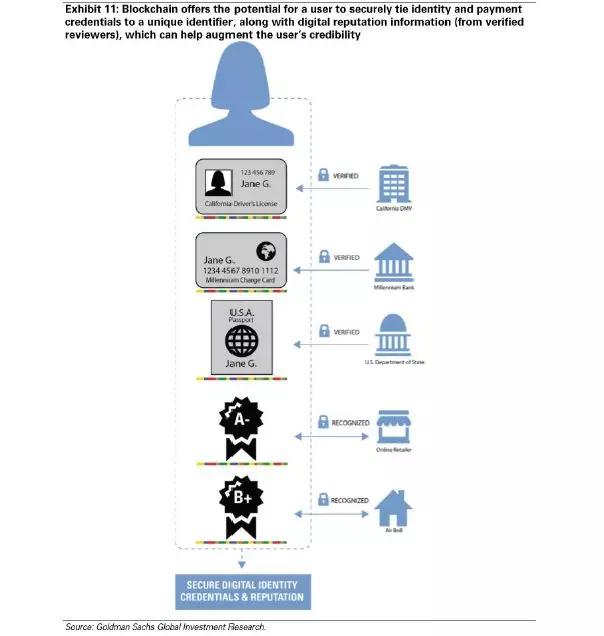 Exhibit 11: Blockchain offers the potential for a user to securely tie identity and payment
credentials to a unique identifier, along with digital reputation information (from verified
reviewers), which can help augment the user's credibility
123 456 789
Jane G.
California Driver's License
VERIFIED
California DMV
Jane G.
1234 4567 8910 1112
Millennium Charge Card
VERIFIED
Millennium Bank
U.S.A.
Passport
Jane G.
VERIFIED
U.S. Department of State
A-
RECOGNIZED
Online Retailer
B+
RECOGNIZED
Air BnB
SECURE DIGITAL IDENTITY
CREDENTIALS & REPUTATION
Source: Goldman Sachs Global Investment Research.